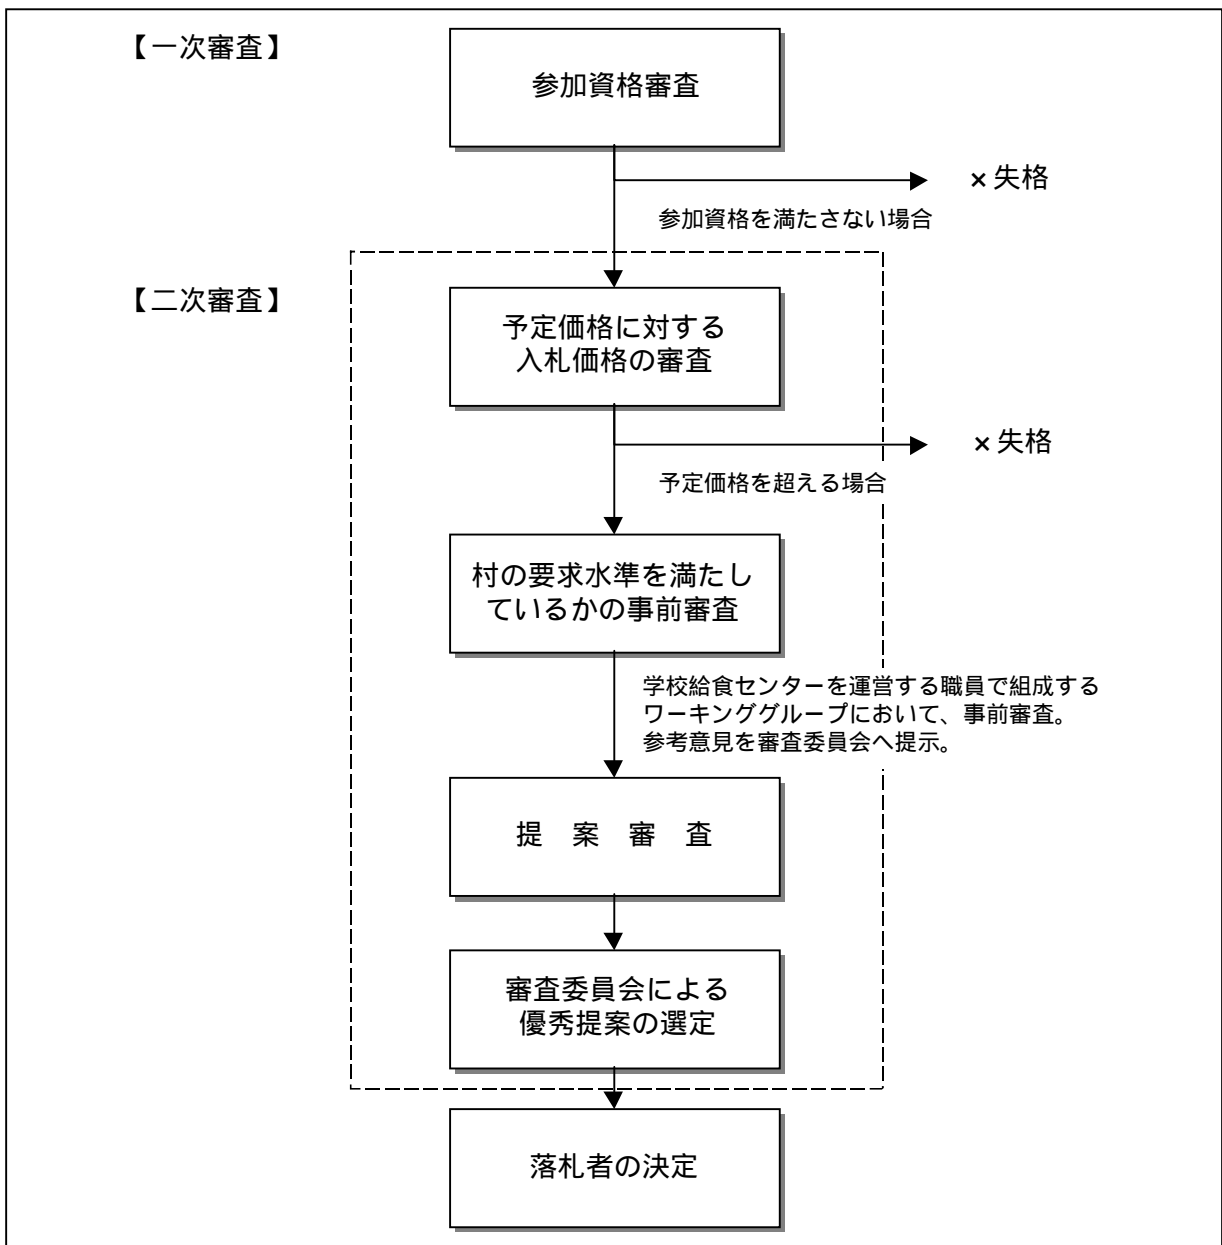 【一次審査】
参加資格審査
×失格
参加資格を満たさない場合
【二次審査】
予定価格に対する
入札価格の審査
×失格
予定価格を超える場合
村の要求水準を満たし
ているかの事前審査
学校給食センターを運営する職員で組成する
ワーキンググループにおいて、事前審査。
参考意見を審査委員会へ提示。
提　案　審　査
審査委員会による
優秀提案の選定
落札者の決定